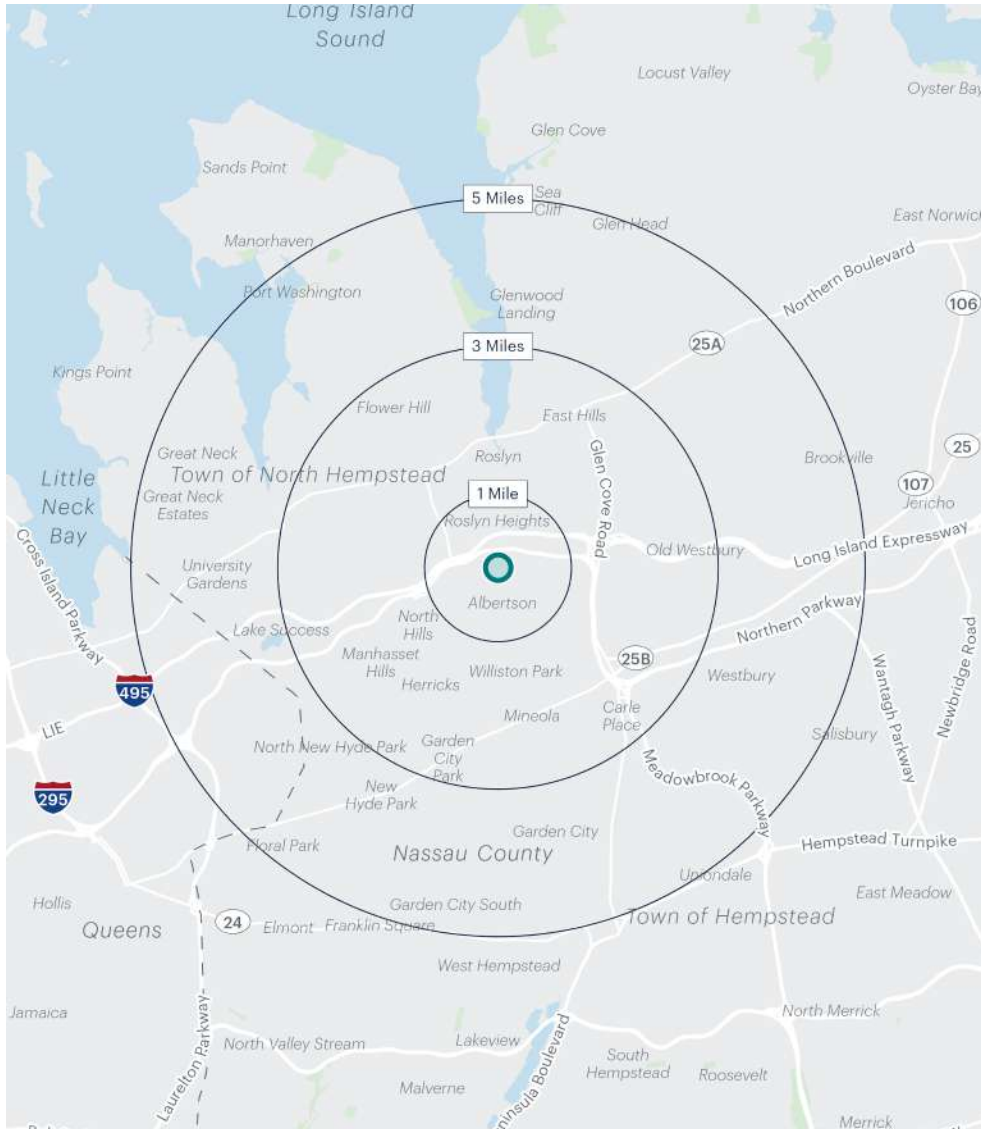 Long Island
Sound
Locust Valley
Oyster Bay
Glen Cove
Sands Point
5 Miles
Sea
Cliff
Glen Head
East Norwich
Manorhaven
Northern Boulevard
Port Washington
Glenwood
Landing
106
25A
3 Miles
Kings Point
Flower Hill
East Hills
Great Neck
Roslyn
Glen Cove Road
Brookville
25
Town of North Hempstead
Little
Neck
Bay
Great Neck
Estates
1 Mile
107
Jericho
Roslyn Heights
Cross Island Parkway
University
Gardens
Old Westbury
Long Island Expressway
Albertson
North
Hills
Northern Parkway
Lake Success
Manhasset
Hills
Herricks
Williston Park
25B
Westbury
Wantagh Parkway
Newbridge Road
495
LIE
Mineola
Carle
Place
Salisbury
North New Hyde Park
Garden
City
Park
New
Hyde Park
Meadowbrook Parkway
295
Floral Park
Garden City
Nassau County
Hempstead Turnpike
Uniondale
East Meadow
Hollis
Queens
24
Elmont
Franklin Square
Garden City South
Town of Hempstead
West Hempstead
Jamaica
Laurelton Parkway
North Valley Stream
Lakeview
North Merrick
Malverne
ninsula Boulevard
South
Hempstead
Roosevelt
Merrick